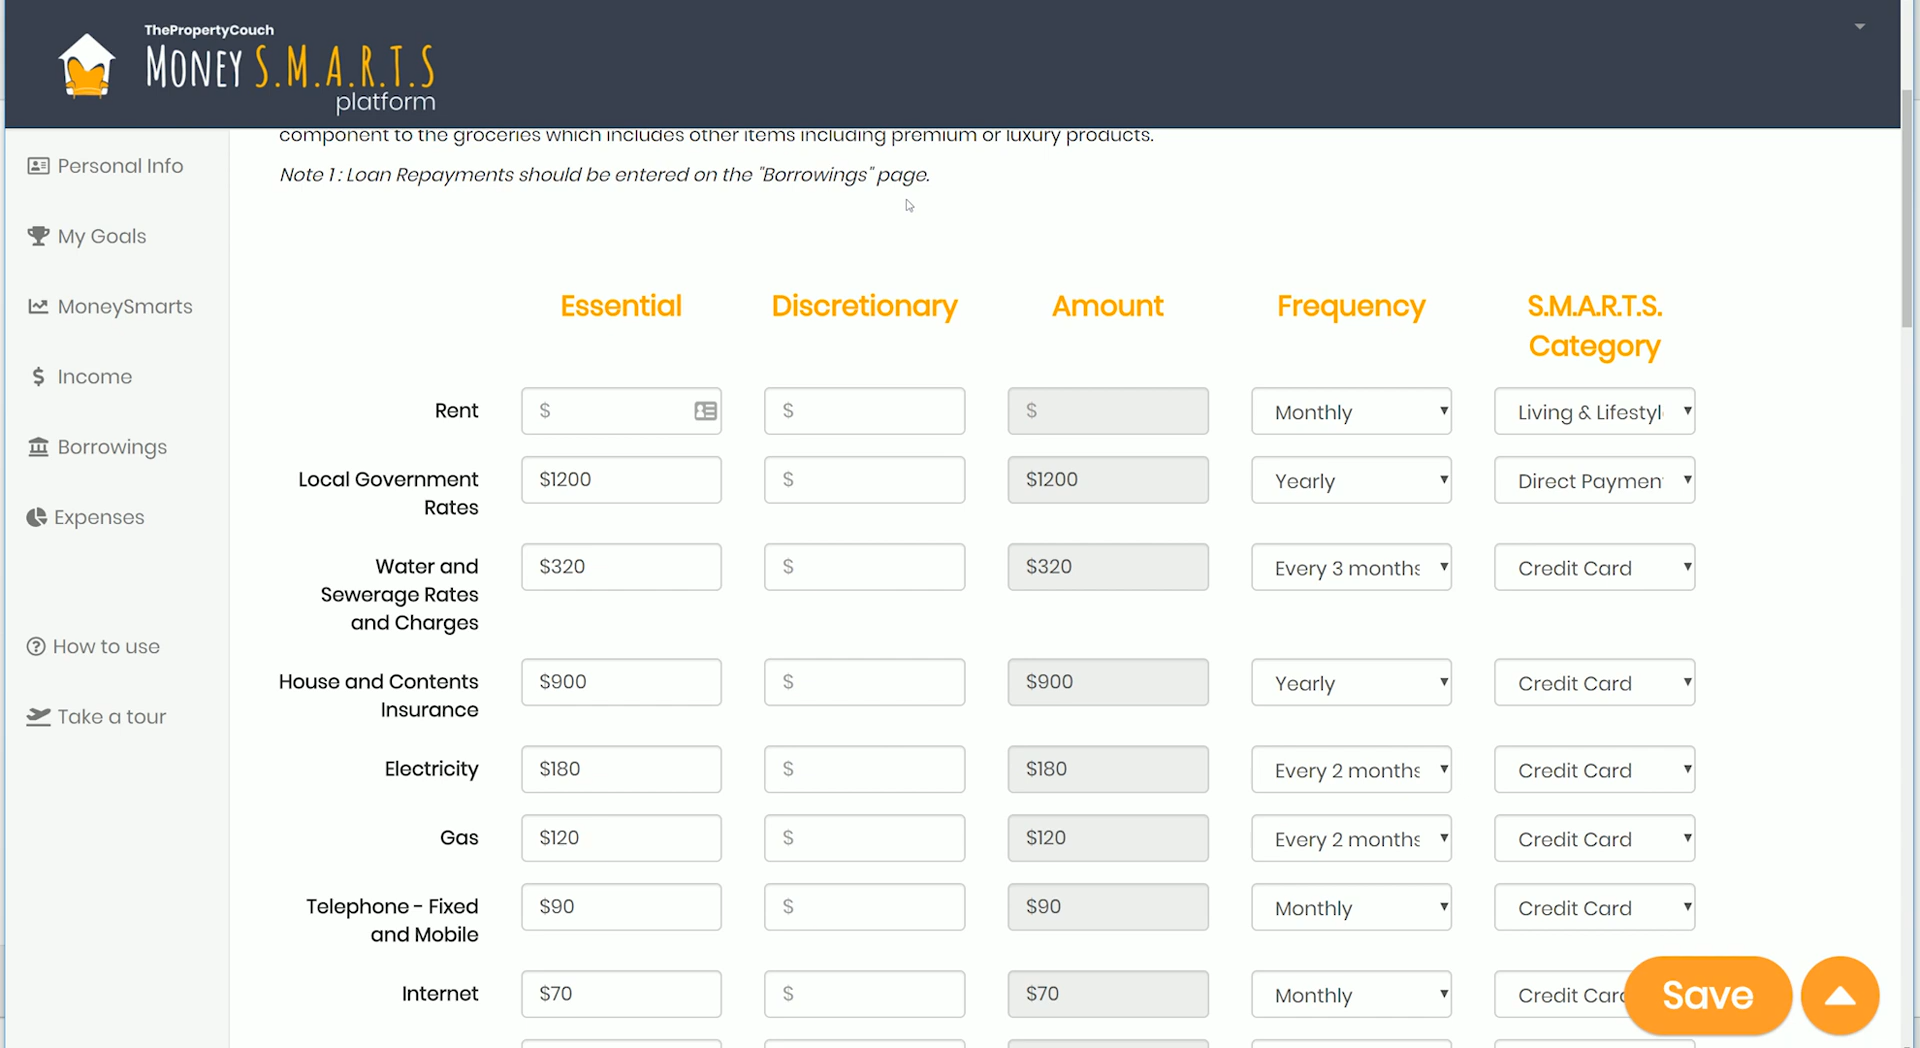 ThePropertyCouch
MONEY S.M.A.R.T.S
platform
component to the groceries which includes other items including premium or luxury products.
Note 1 : Loan Repayments should be entered on the "Borrowings" page.
Personal Info
My Goals
MoneySmarts
Income
Borrowings
Expenses
How to use
Take a tour
Essential Discretionary Amount Frequency S.M.A.R.T.S.
Category
Rent $ $ $ Monthly Living & Lifestyl
Local Government $1200 $ $1200 Yearly Direct Paymen
Rates
Water and $320 $ $320 Every 3 months Credit Card
Sewerage Rates
and Charges
House and Contents $900 $ $900 Yearly Credit Card
Insurance
Electricity $180 $ $180 Every 2 months Credit Card
Gas $120 $ $120 Every 2 months Credit Card
Telephone - Fixed $90 $ $90 Monthly Credit Card
and Mobile
Internet $70 $ $70 Monthly Credit Card
Save